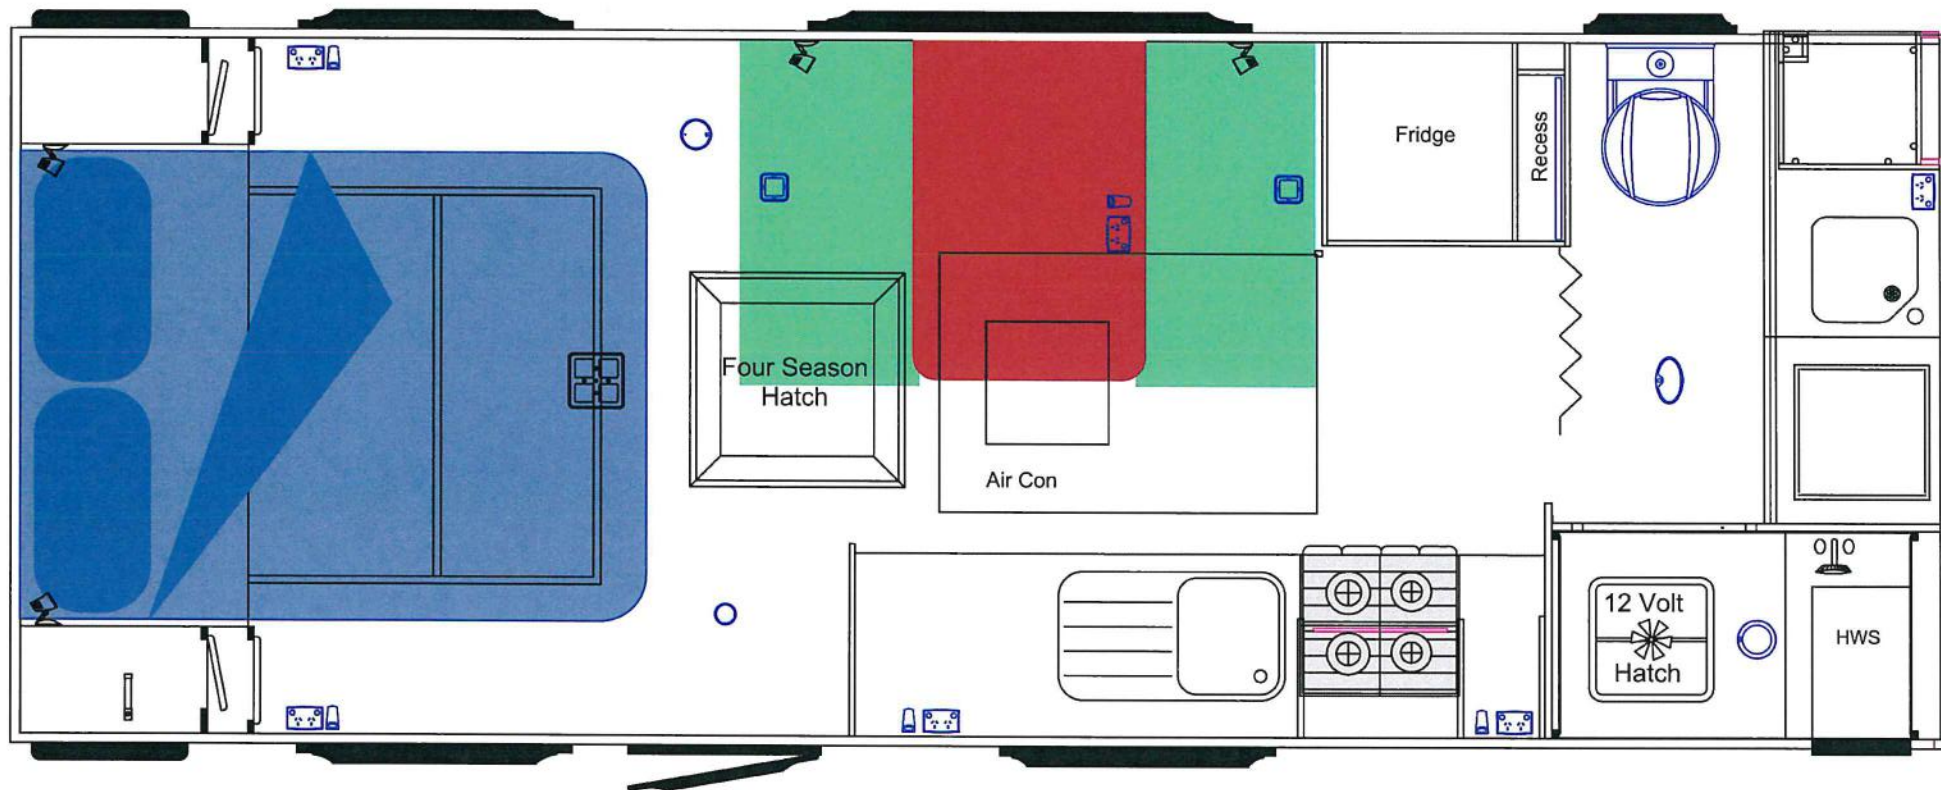 Fridge
Recess
Four Season
Hatch
Air Con
12 Volt
Hatch
HWS